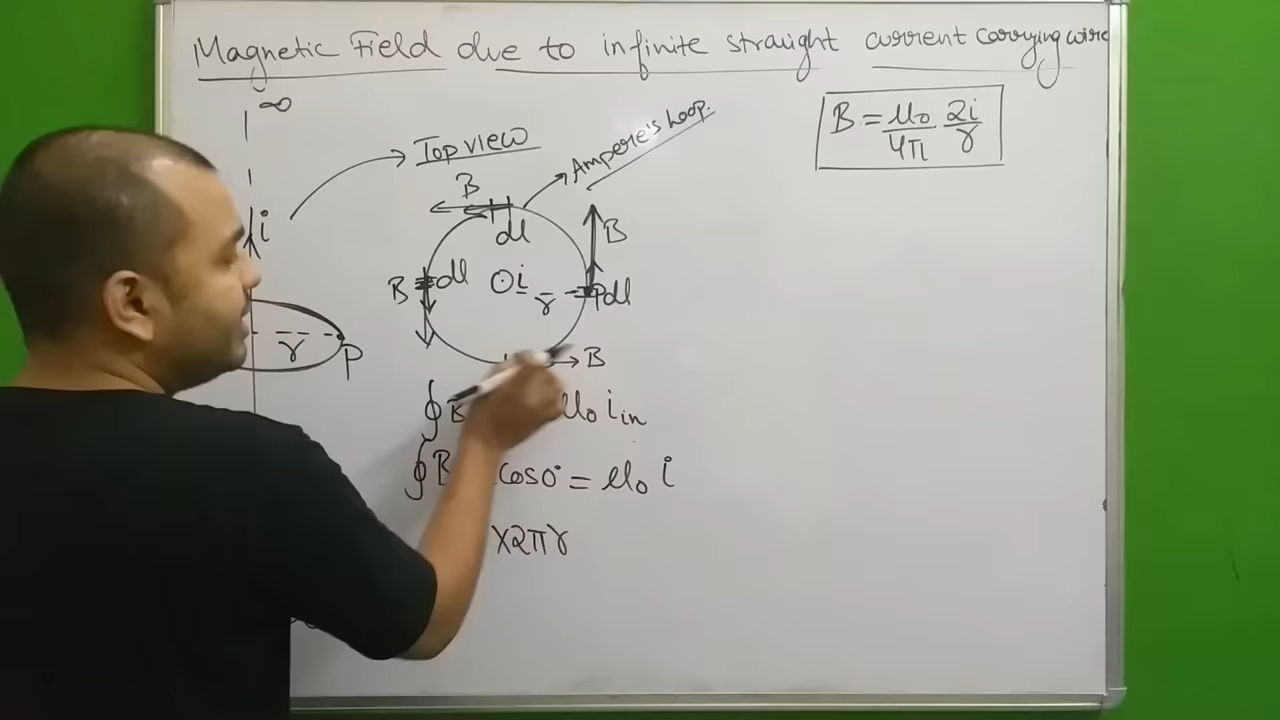 Magnetic Field due to infinite straight current carrying wire
∞
i
r
P
Top view
Ampere's Loop.
B
dl
B
dl
i
r
P dl
B
B
B = μ₀/4π 2i/r
∮ B μ₀ i in
∮ B cos0° = μ₀ i
×2πr